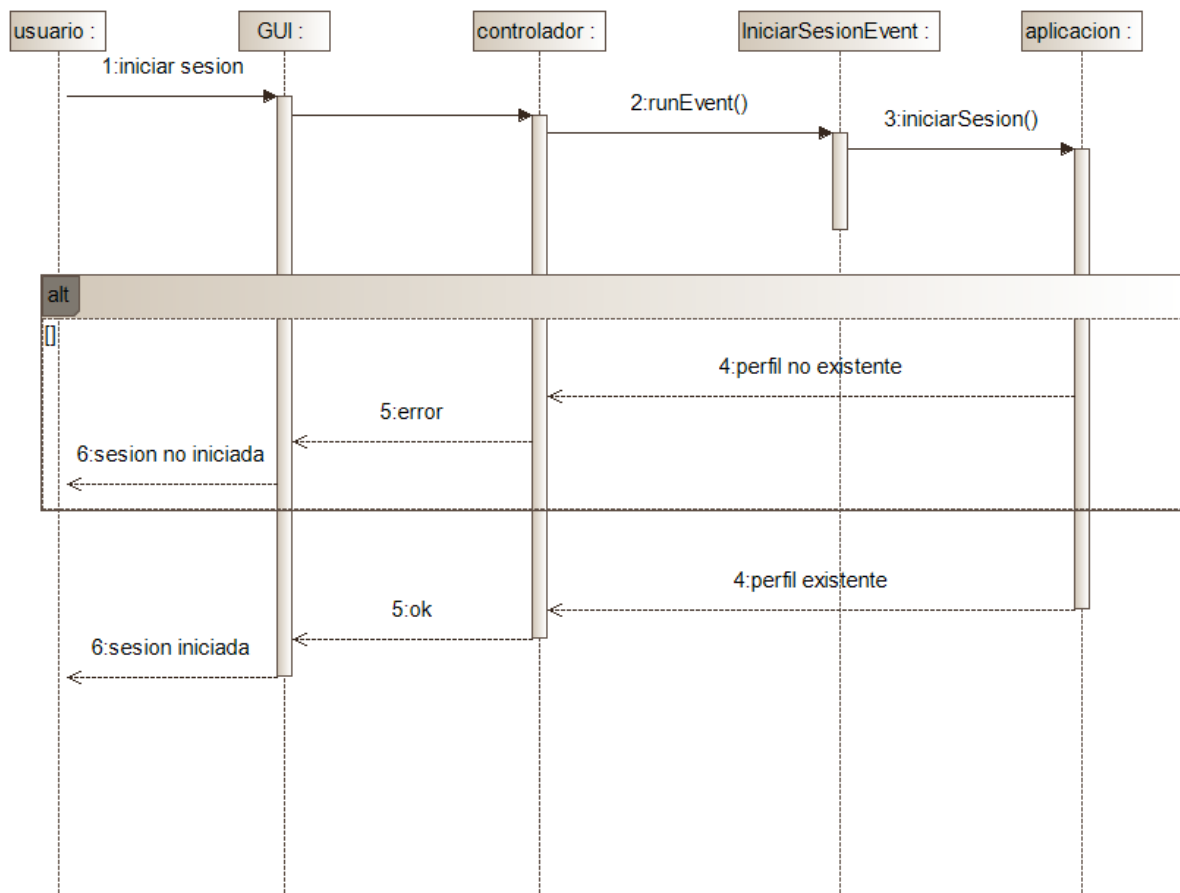 usuario :
GUI :
controlador :
IniciarSesionEvent :
aplicacion :
1:iniciar sesion
2:runEvent()
3:iniciarSesion()
alt
[]
4:perfil no existente
5:error
6:sesion no iniciada
4:perfil existente
5:ok
6:sesion iniciada